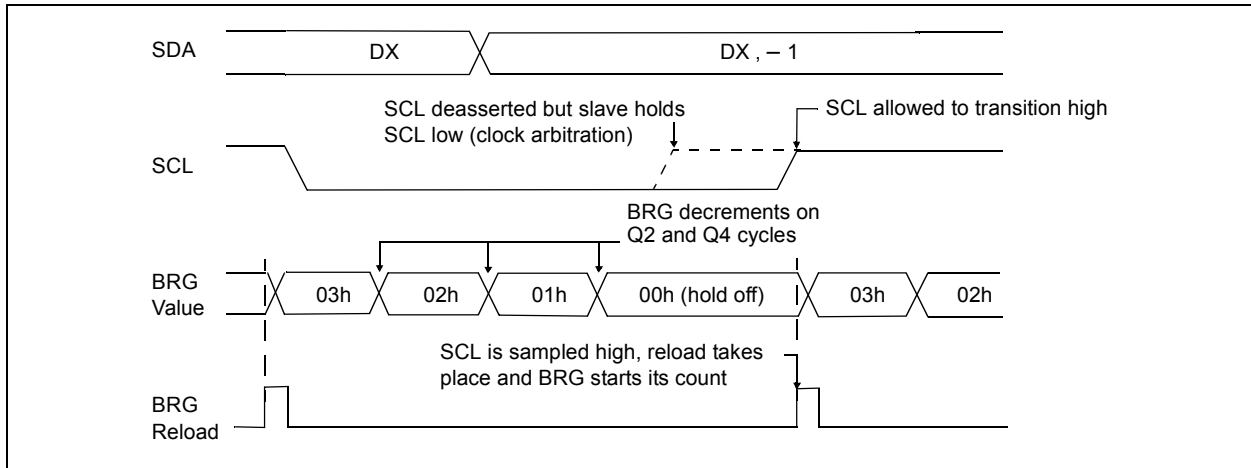 SDA
DX
DX , – 1
SCL deasserted but slave holds
SCL low (clock arbitration)
SCL allowed to transition high
SCL
BRG decrements on
Q2 and Q4 cycles
BRG
Value
03h
02h
01h
00h (hold off)
03h
02h
SCL is sampled high, reload takes
place and BRG starts its count
BRG
Reload